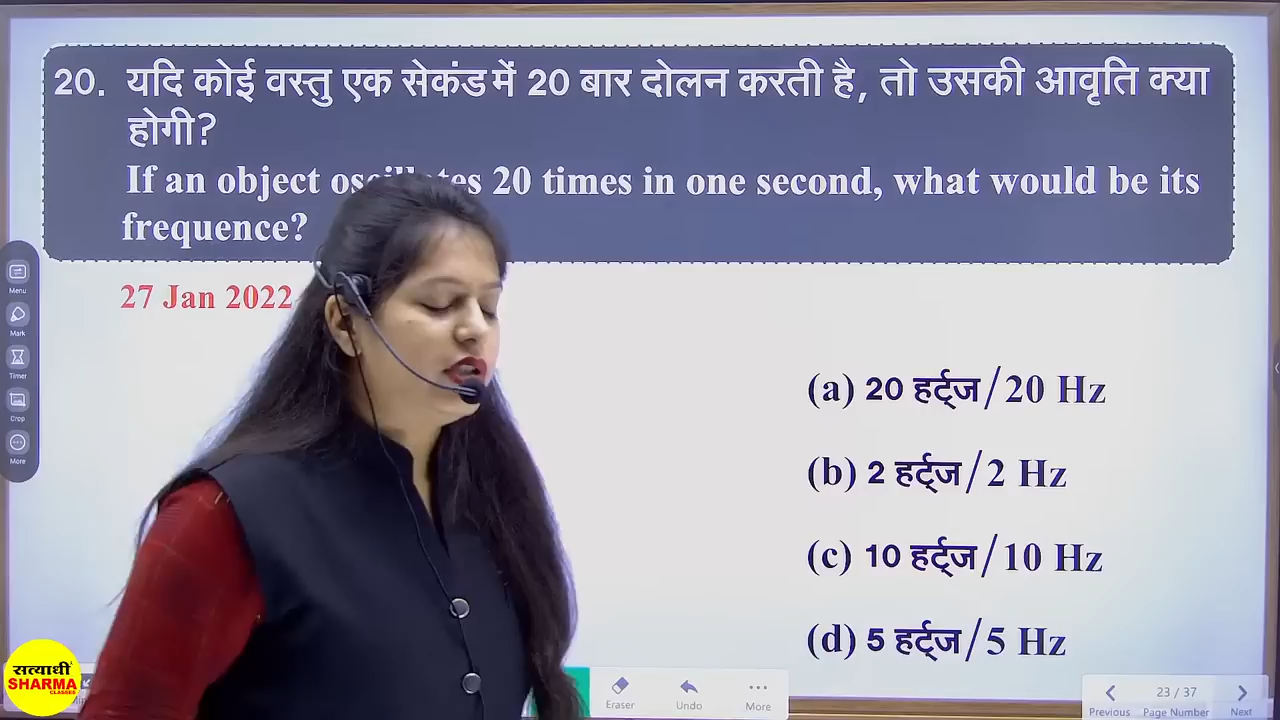 20. यदि कोई वस्तु एक सेकंड में 20 बार दोलन करती है, तो उसकी आवृति क्या
होगी?
If an object 20 times in one second, what would be its
frequence?
27 Jan 2022
(a) 20 हर्ट्ज/20 Hz
(b) 2 हर्ट्ज/2 Hz
(c) 10 हर्ट्ज/10 Hz
(d) 5 हर्ट्ज/5 Hz
Menu
Mark
Timer
Crop
More
सत्यार्थी
SHARMA
CLASSES
Eraser
Undo
More
23 / 37
Previous
Page Number
Next